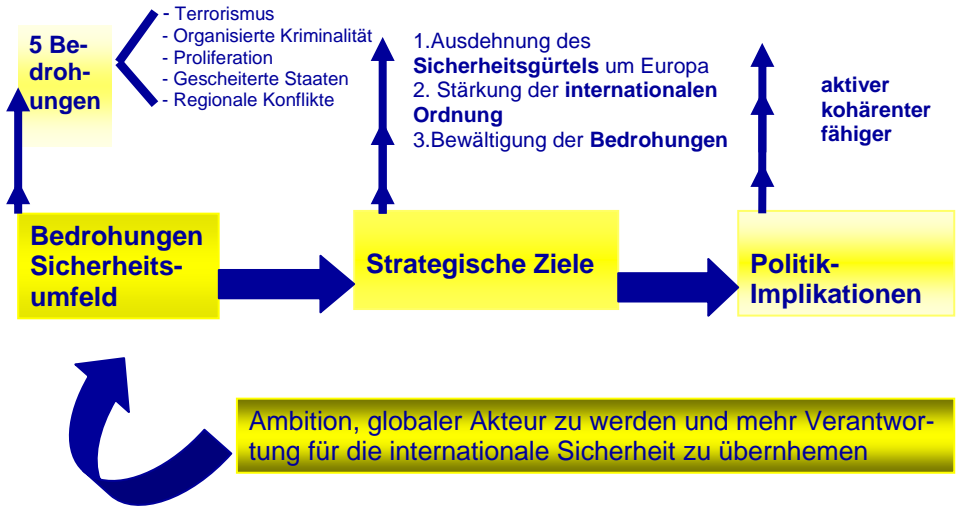 5 Be-
droh-
ungen
- Terrorismus
- Organisierte Kriminalität
- Proliferation
- Gescheiterte Staaten
- Regionale Konflikte
1.Ausdehnung des
Sicherheitsgürtels um Europa
2. Stärkung der internationalen
Ordnung
3.Bewältigung der Bedrohungen
aktiver
kohärenter
fähiger
Bedrohungen
Sicherheits-
umfeld
Strategische Ziele
Politik-
Implikationen
Ambition, globaler Akteur zu werden und mehr Verantwor-
tung für die internationale Sicherheit zu übernhemen